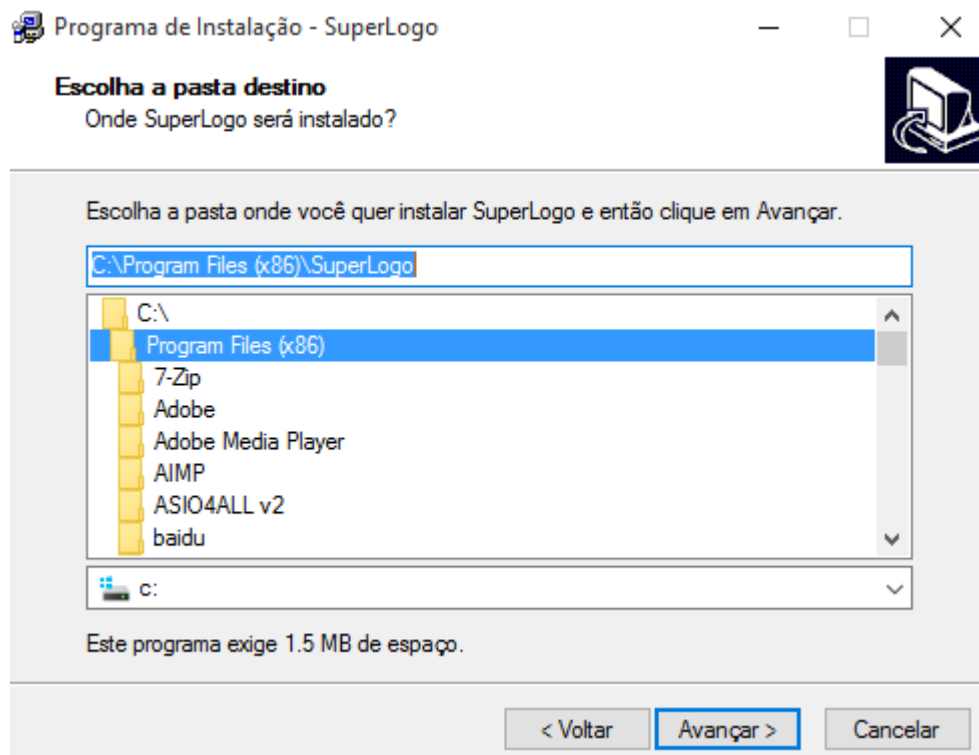 Programa de Instalação - SuperLogo
Escolha a pasta destino
Onde SuperLogo será instalado?
Escolha a pasta onde você quer instalar SuperLogo e então clique em Avançar.
C:\Program Files (x86)\SuperLogo
C:\
Program Files (x86)
7-Zip
Adobe
Adobe Media Player
AIMP
ASIO4ALL v2
baidu
c:
Este programa exige 1.5 MB de espaço.
< Voltar
Avançar >
Cancelar